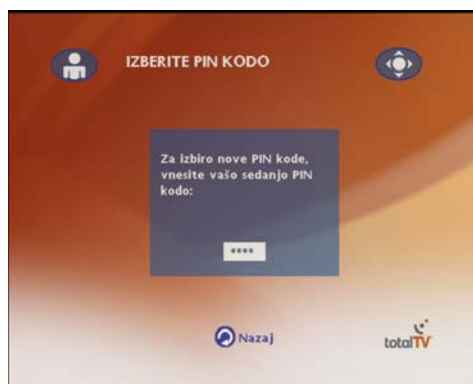 IZBERITE PIN KODO
Za izbiro nove PIN kode,
vnesite vašo sedanjo PIN
kodo:
****
Nazaj
totalTV